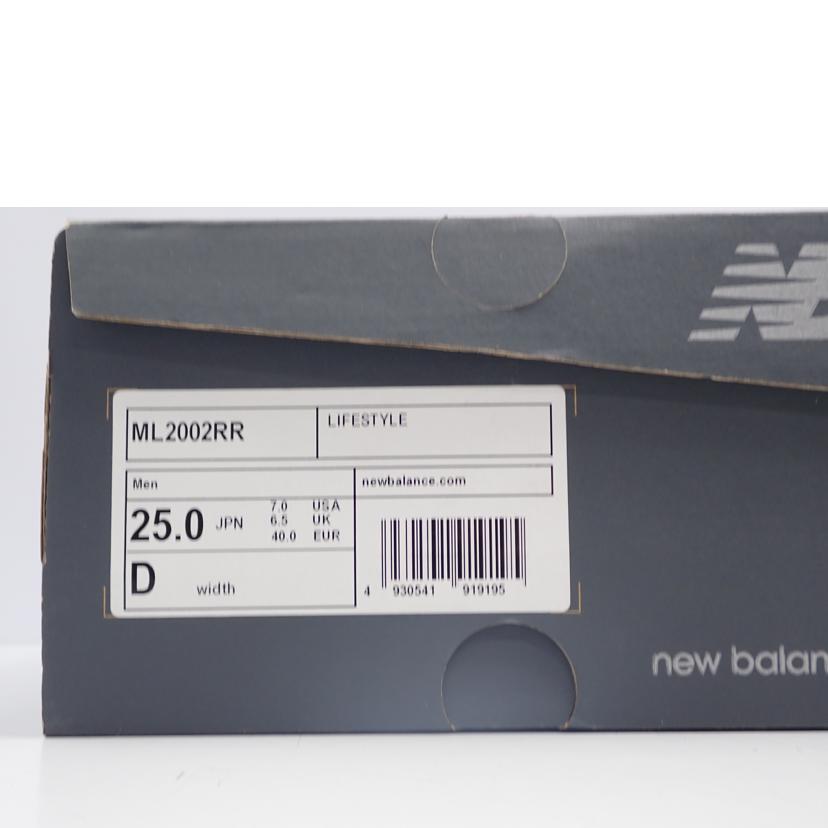 ML2002RR
LIFESTYLE
Men
newbalance.com
25.0 JPN
7.0 USA
6.5 UK
40.0 EUR
D width
4 930541 919195
new balan